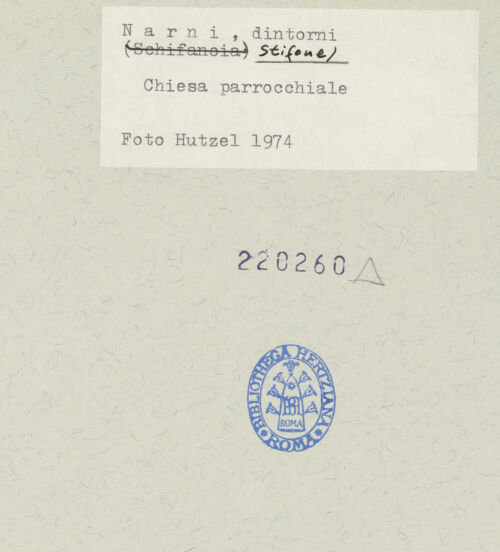 N a r n i , dintorni
(Schifanoia) Stifone)
Chiesa parrocchiale
Foto Hutzel 1974
220260
BIBLIOTHECA HERTZIANA
ROMA
ROMA